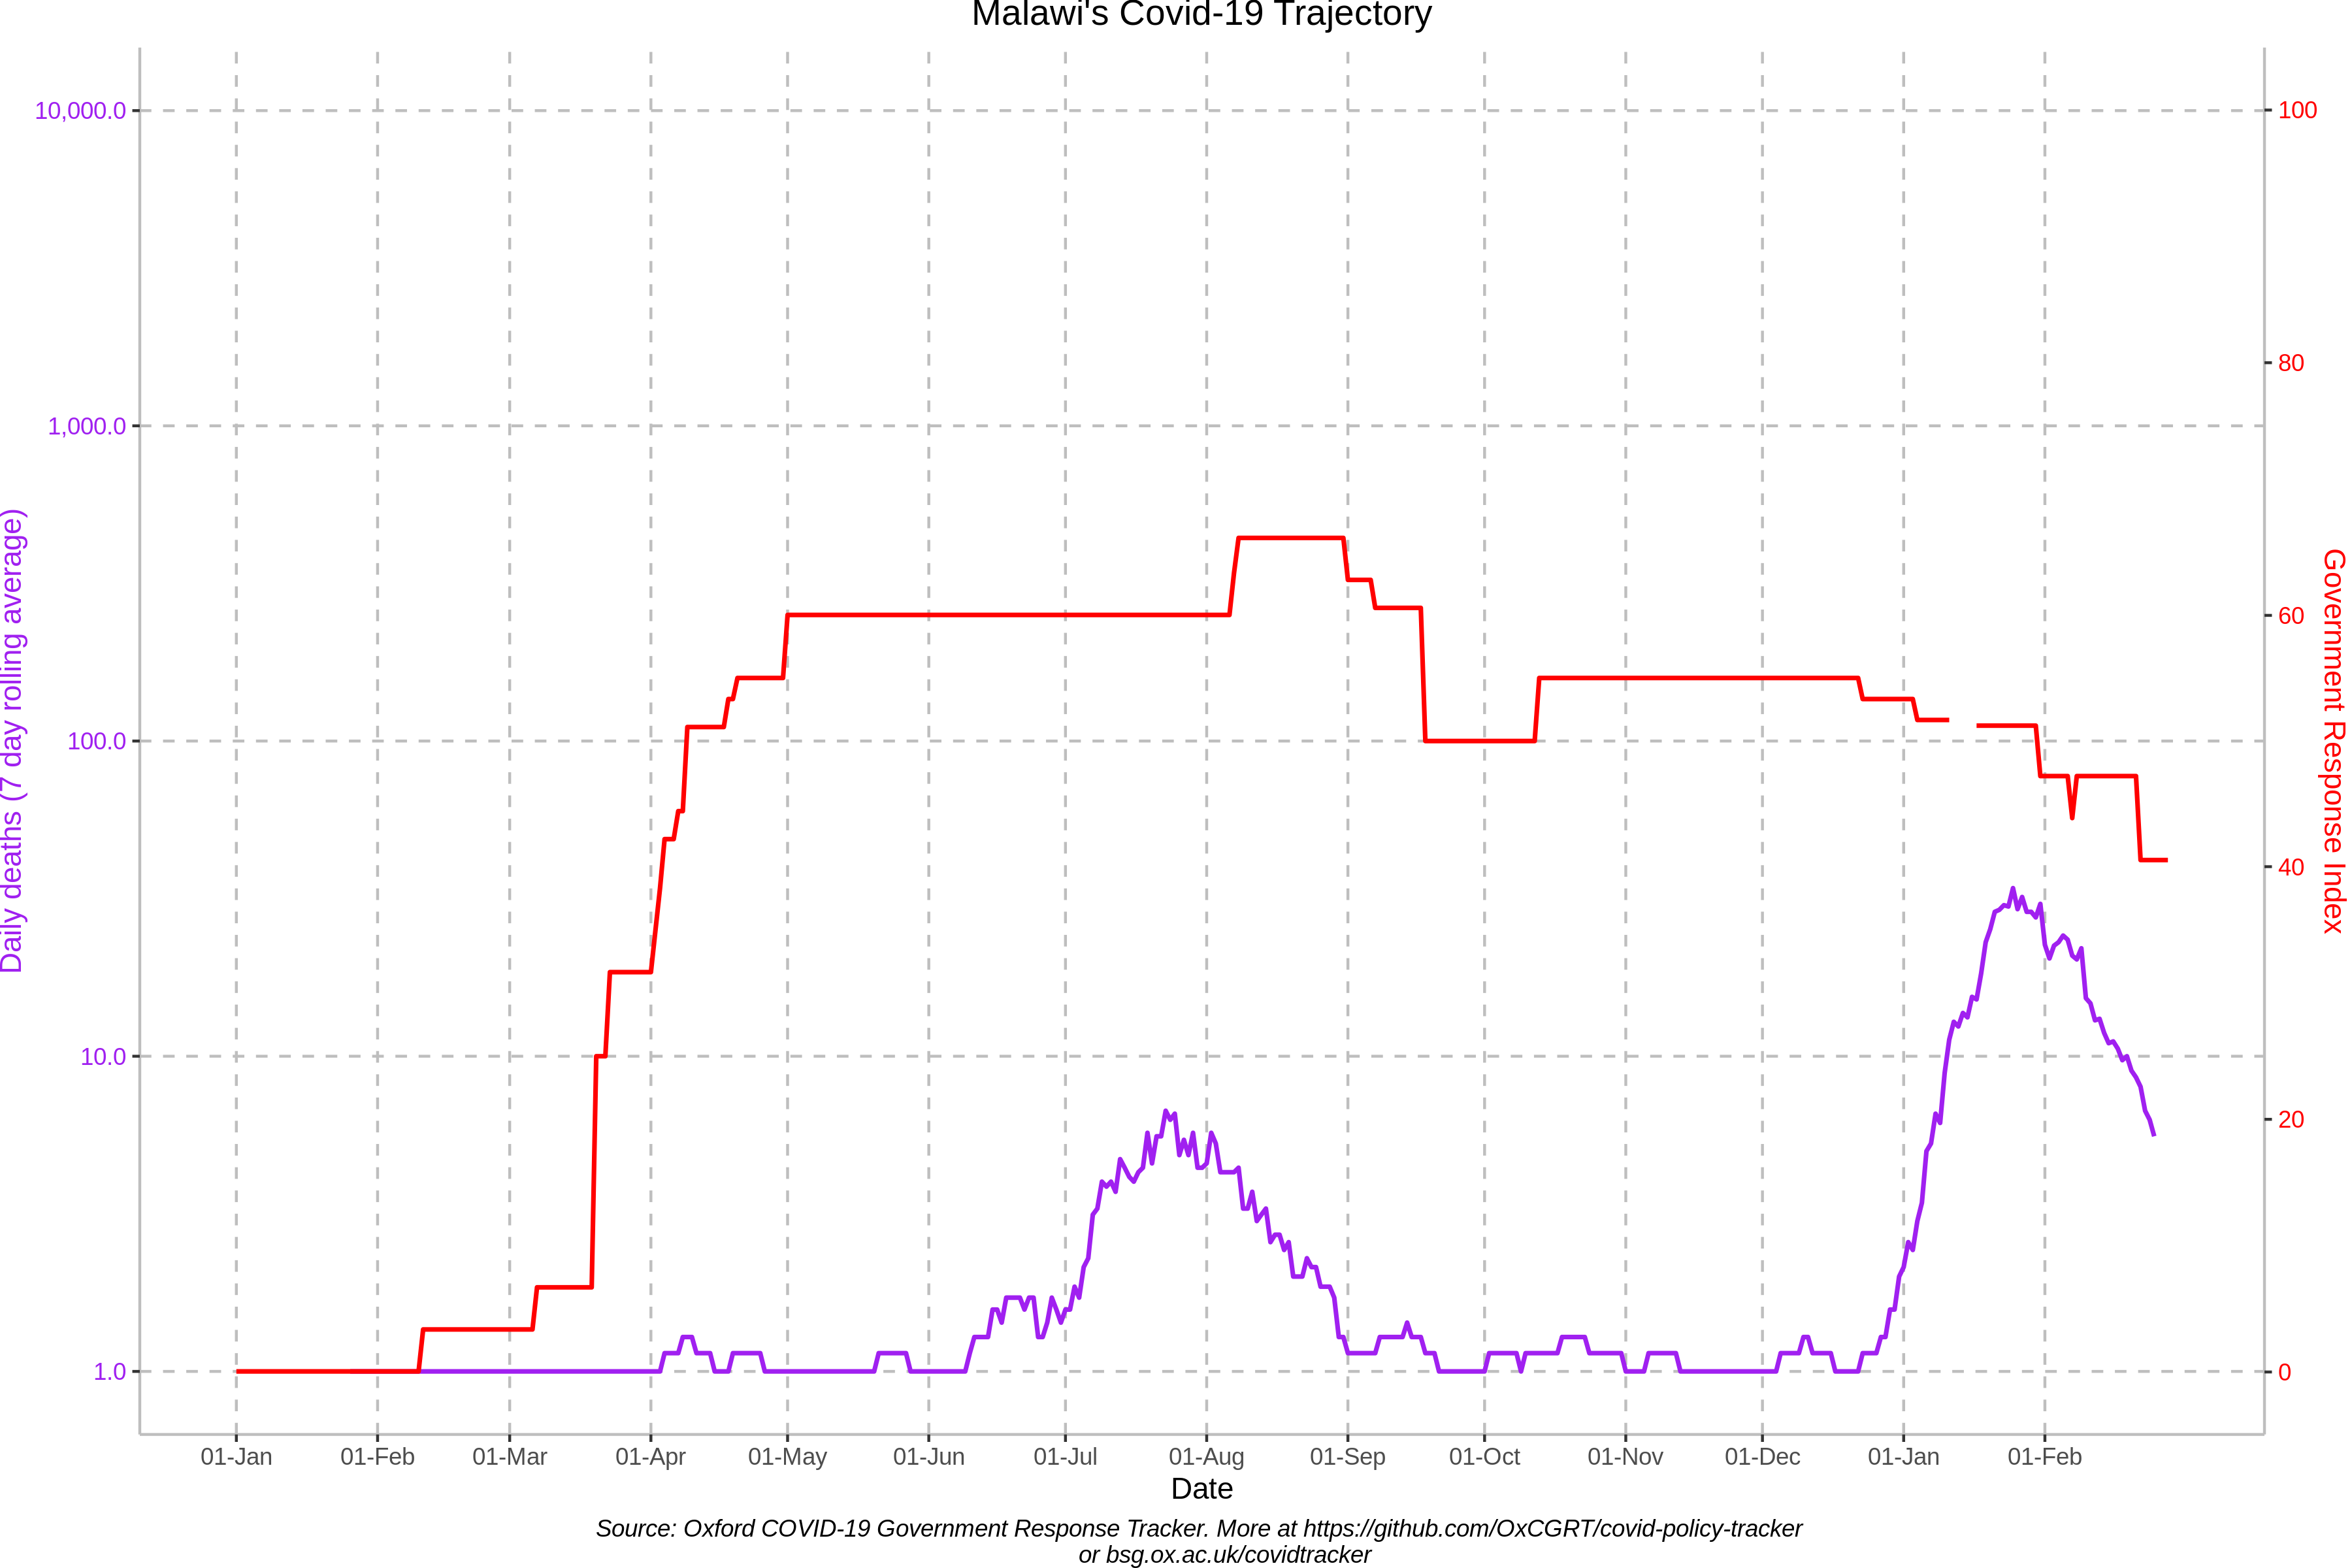 Malawi's Covid-19 Trajectory
10,000.0
1,000.0
100.0
10.0
1.0
Daily deaths (7 day rolling average)
100
80
60
40
20
0
Government Response Index
01-Jan 01-Feb 01-Mar 01-Apr 01-May 01-Jun 01-Jul 01-Aug 01-Sep 01-Oct 01-Nov 01-Dec 01-Jan 01-Feb
Date
Source: Oxford COVID-19 Government Response Tracker. More at https://github.com/OxCGRT/covid-policy-tracker
or bsg.ox.ac.uk/covidtracker